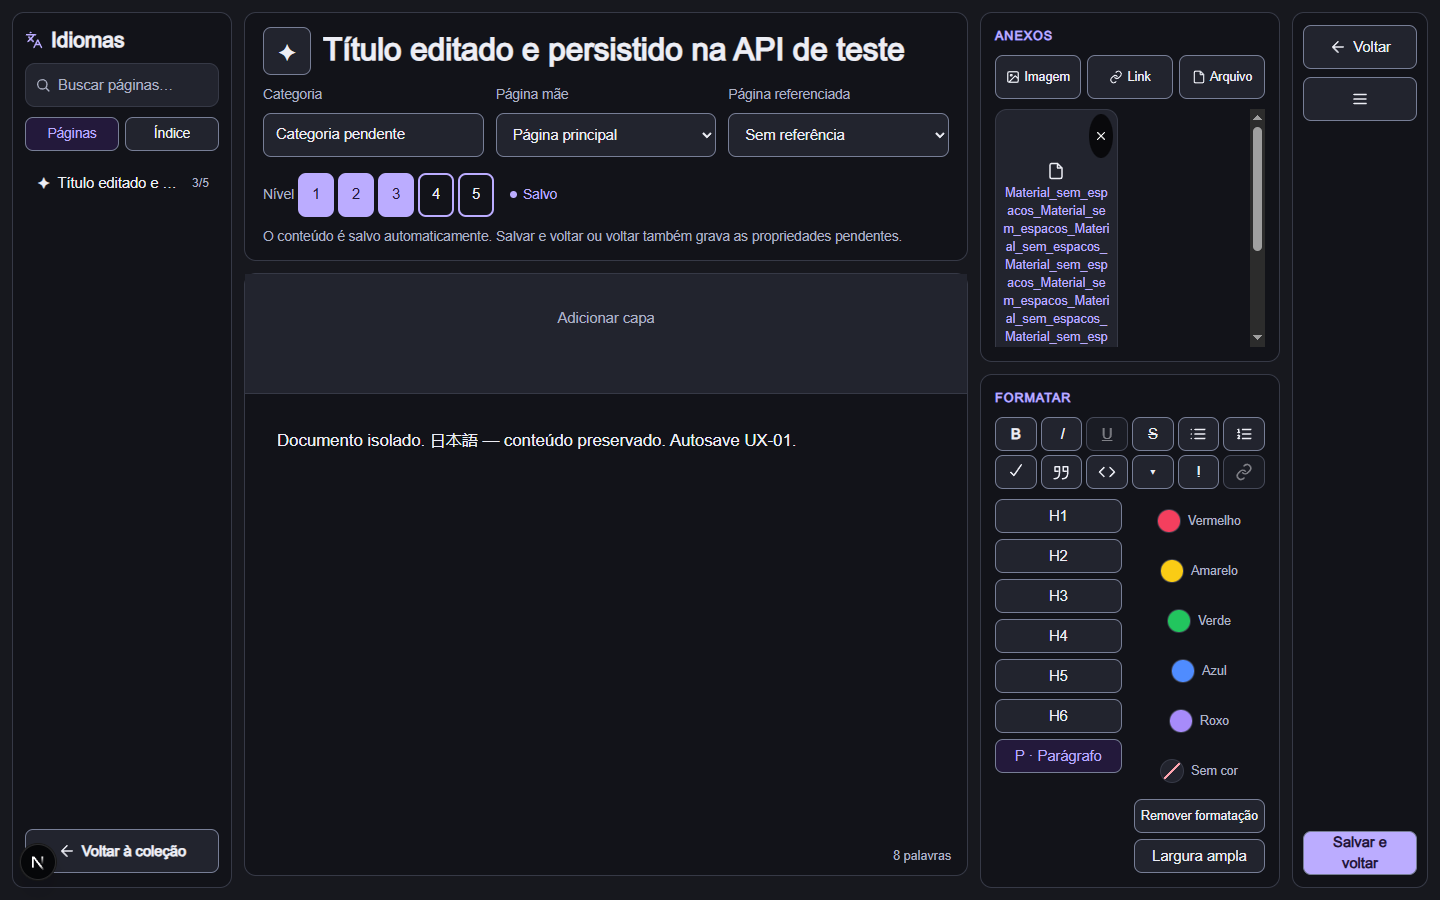 Idiomas
Buscar páginas...
Páginas
Índice
Título editado e ...
3/5
Voltar à coleção
N
Título editado e persistido na API de teste
Categoria
Página mãe
Página referenciada
Categoria pendente
Página principal
Sem referência
Nível
1
2
3
4
5
Salvo
O conteúdo é salvo automaticamente. Salvar e voltar ou voltar também grava as propriedades pendentes.
Adicionar capa
Documento isolado. 日本語 — conteúdo preservado. Autosave UX-01.
8 palavras
ANEXOS
Imagem
Link
Arquivo
Material_sem_esp
acos_Material_se
m_espacos_Materi
al_sem_espacos_
Material_sem_esp
acos_Material_se
m_espacos_Materi
al_sem_espacos_
Material_sem_esp
FORMATAR
B
I
U
S
!
H1
H2
H3
H4
H5
H6
P · Parágrafo
Vermelho
Amarelo
Verde
Azul
Roxo
Sem cor
Remover formatação
Largura ampla
Voltar
Salvar e
voltar